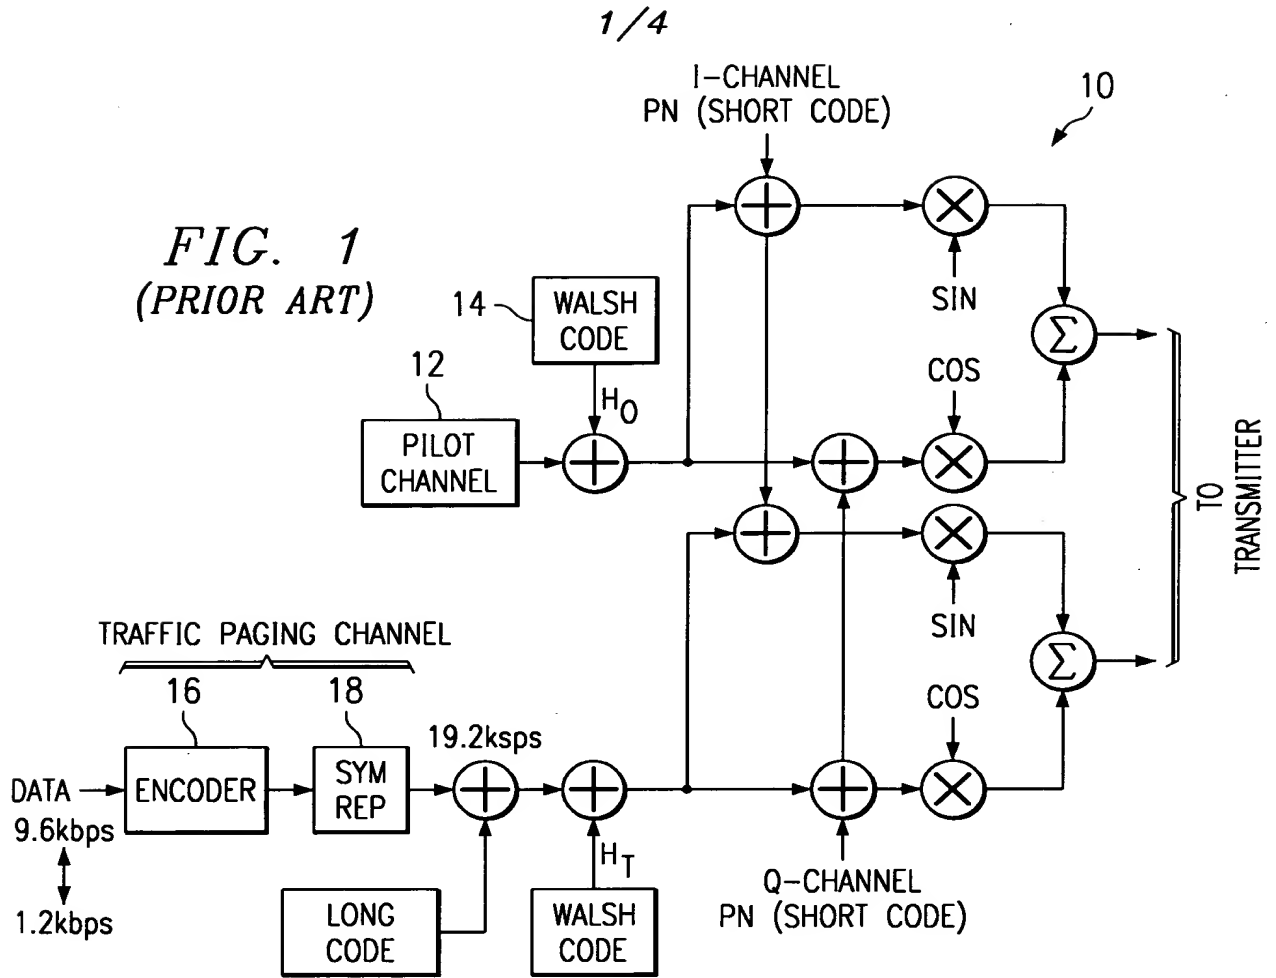 1/4
I-CHANNEL
PN (SHORT CODE)
10
FIG. 1
(PRIOR ART)
14
WALSH
CODE
SIN
Σ
12
H0
COS
PILOT
CHANNEL
TO
TRANSMITTER
SIN
TRAFFIC PAGING CHANNEL
Σ
16
18
COS
19.2ksps
DATA
ENCODER
SYM
REP
9.6kbps
1.2kbps
HT
LONG
CODE
WALSH
CODE
Q-CHANNEL
PN (SHORT CODE)